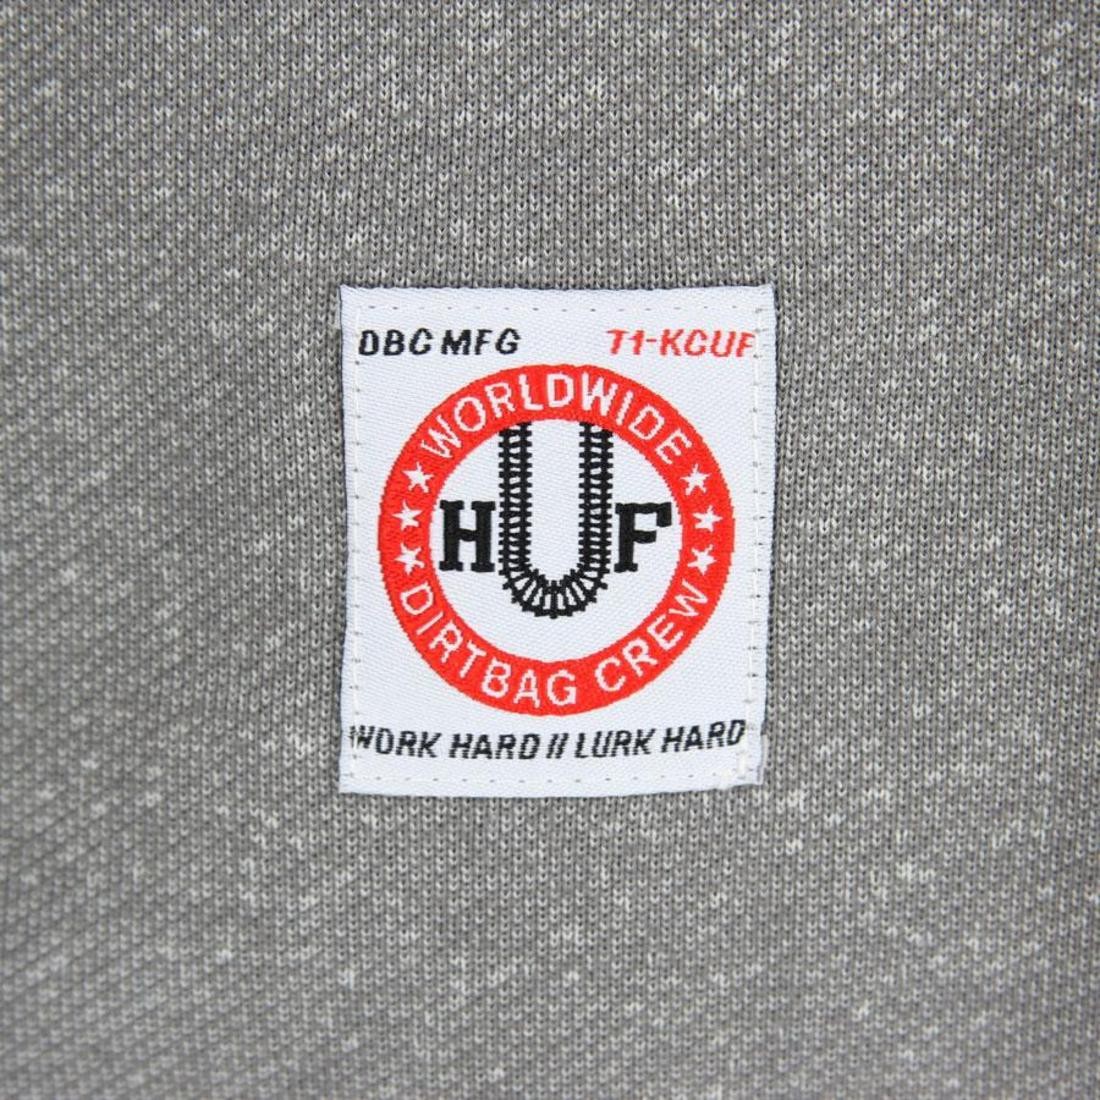 DBC MFG T1-KCUF
WORLDWIDE
HUF
DIRTBAG CREW
WORK HARD // LURK HARD